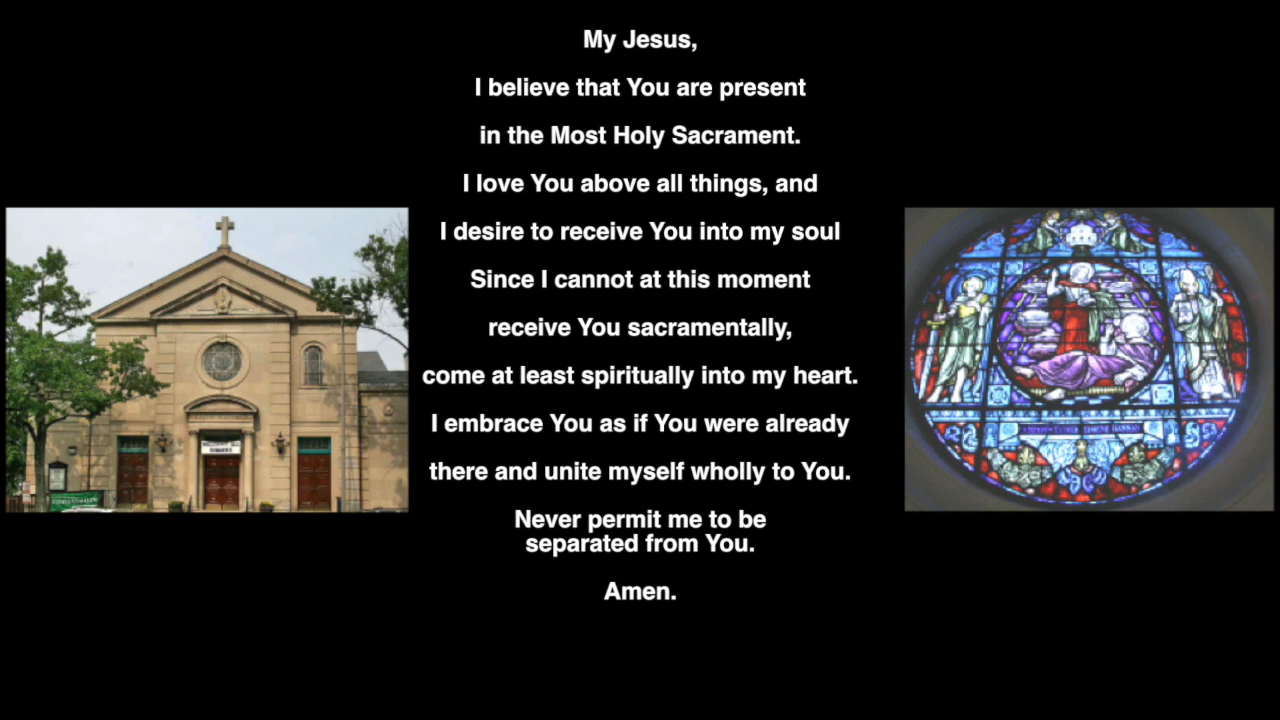 My Jesus,
I believe that You are present
in the Most Holy Sacrament.
I love You above all things, and
I desire to receive You into my soul
Since I cannot at this moment
receive You sacramentally,
come at least spiritually into my heart.
I embrace You as if You were already
there and unite myself wholly to You.
Never permit me to be
separated from You.
Amen.